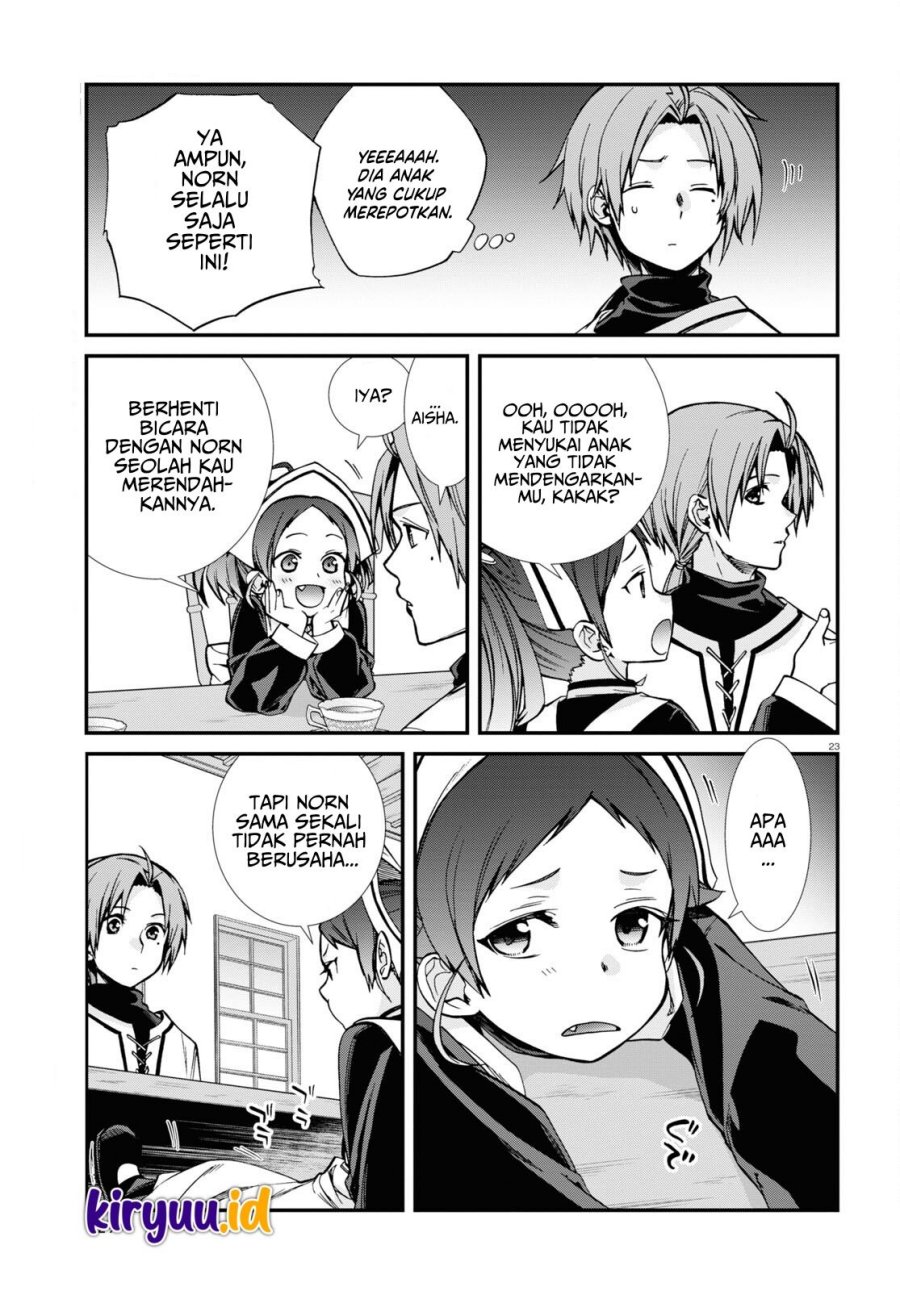 YEEEAAAH.
DIA ANAK
YANG CUKUP
MEREPOTKAN.
YA
AMPUN,
NORN
SELALU
SAJA
SEPERTI
INI!
OOH, OOOOH,
KAU TIDAK
MENYUKAI ANAK
YANG TIDAK
MENDENGARKAN-
MU, KAKAK?
...
AISHA.
IYA?
BERHENTI
BICARA
DENGAN NORN
SEOLAH KAU
MERENDAH-
KANNYA.
23
APA
AAA
...
TAPI NORN
SAMA SEKALI
TIDAK PERNAH
BERUSAHA...
kiryuu.id